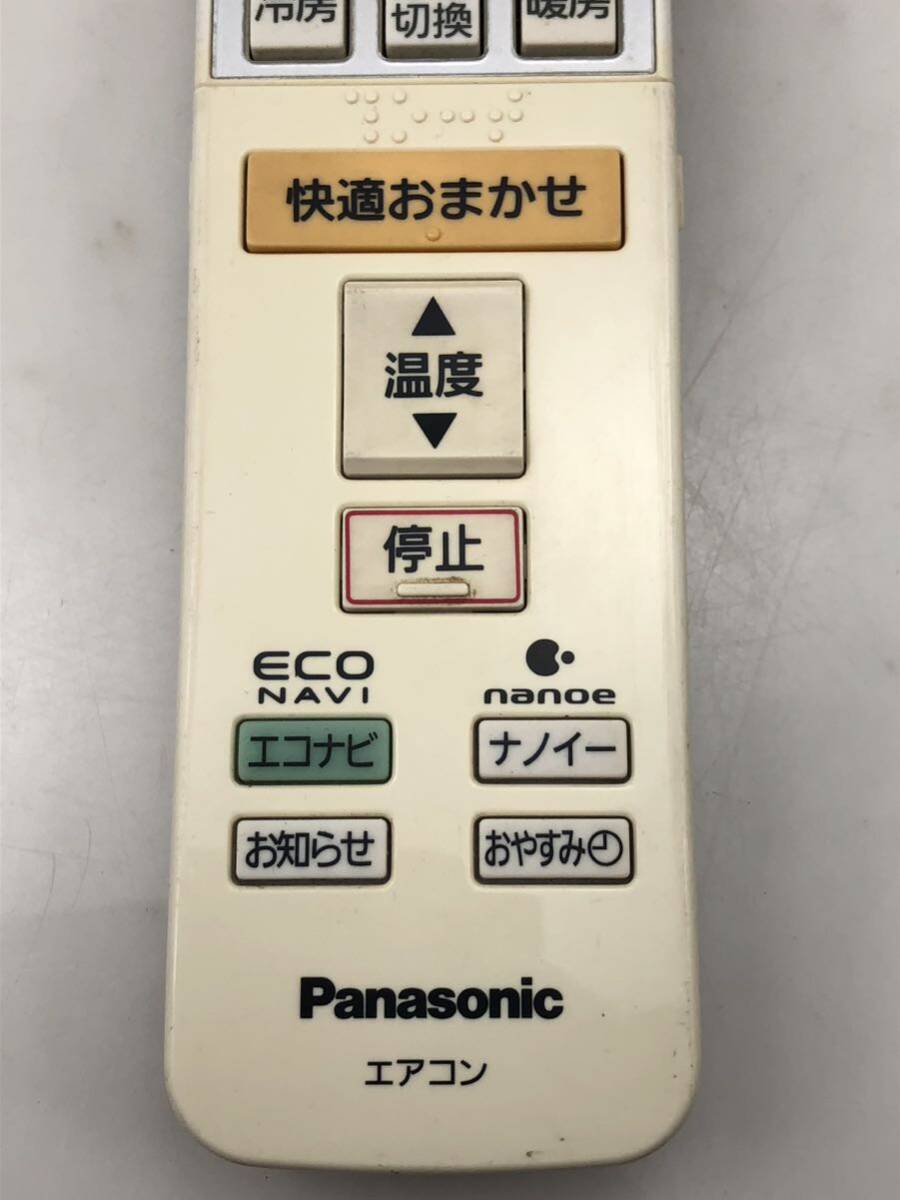 冷房 切換 暖房
快適おまかせ
▲
温度
▼
停止
ECO
NAVI
nanoe
エコナビ ナノイー
お知らせ おやすみ
Panasonic
エアコン